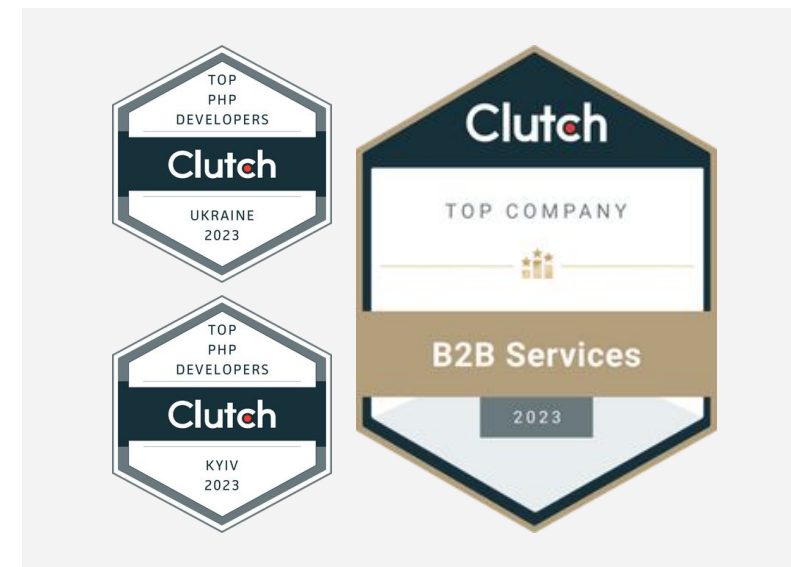 TOP
PHP
DEVELOPERS
Clutch
UKRAINE
2023
TOP
PHP
DEVELOPERS
Clutch
KYIV
2023
Clutch
TOP COMPANY
B2B Services
2023